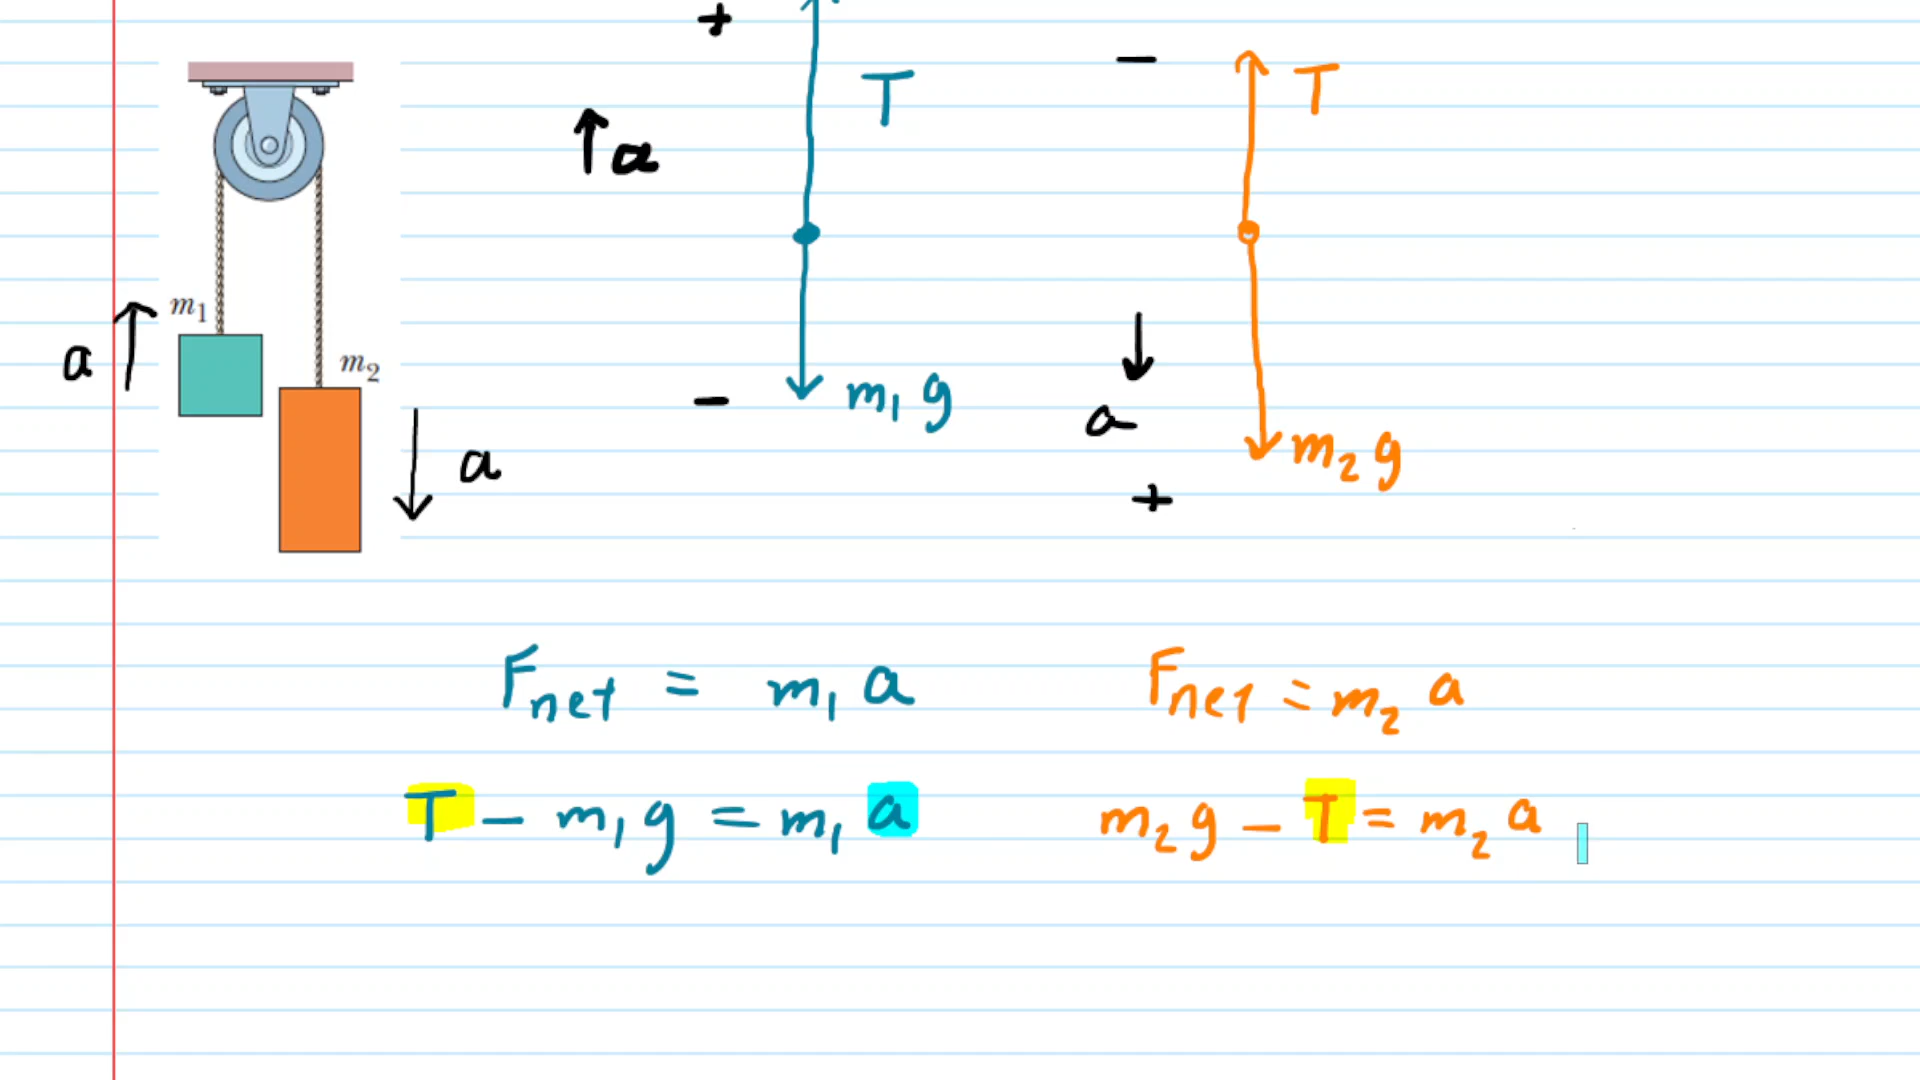 +
T
− T
a
m₁
a
m₂
a
− m₁ g
a
m₂ g
+
Fnet = m₁ a
Fnet = m₂ a
T − m₁ g = m₁ a
m₂ g − T = m₂ a